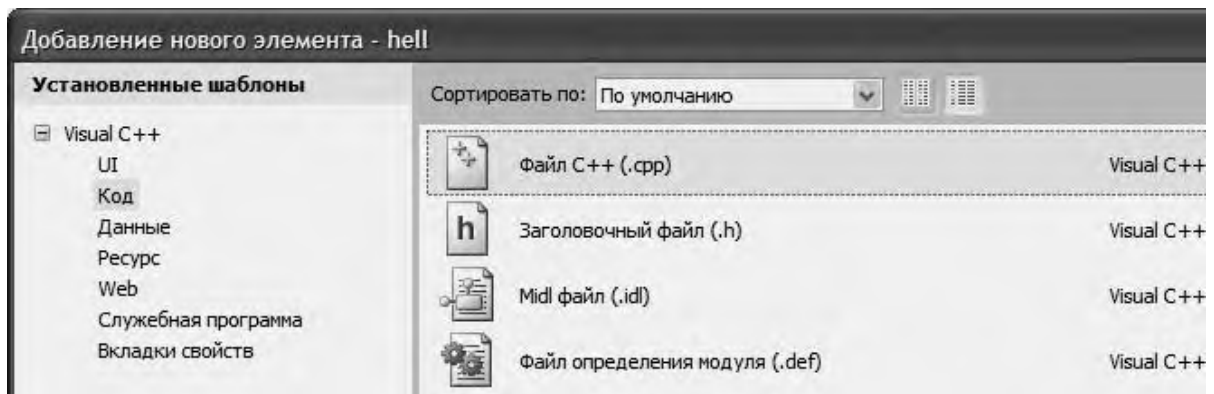 Добавление нового элемента - hell
Установленные шаблоны
Visual C++
UI
Код
Данные
Ресурс
Web
Служебная программа
Вкладки свойств
Сортировать по: По умолчанию
Файл C++ (.cpp) Visual C++
h Заголовочный файл (.h) Visual C++
Midl файл (.idl) Visual C++
Файл определения модуля (.def) Visual C++